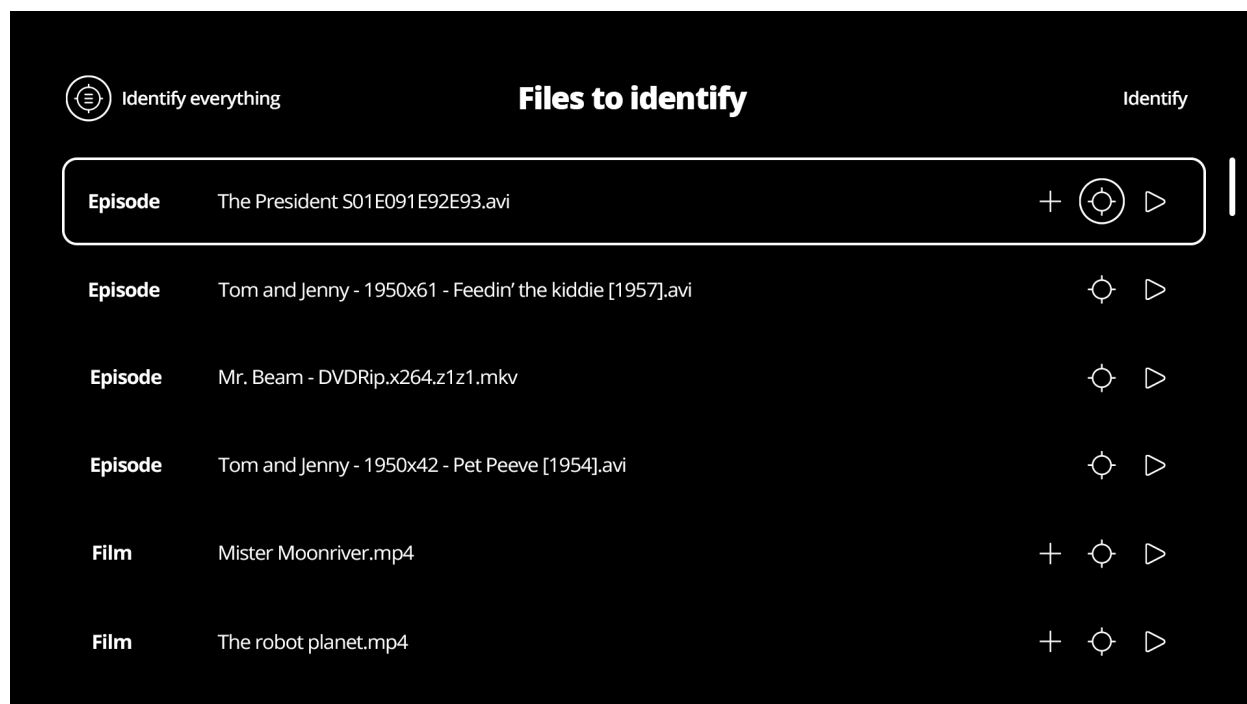 Identify everything
Files to identify
Identify
Episode The President S01E091E92E93.avi
Episode Tom and Jenny - 1950x61 - Feedin’ the kiddie [1957].avi
Episode Mr. Beam - DVDRip.x264.z1z1.mkv
Episode Tom and Jenny - 1950x42 - Pet Peeve [1954].avi
Film Mister Moonriver.mp4
Film The robot planet.mp4